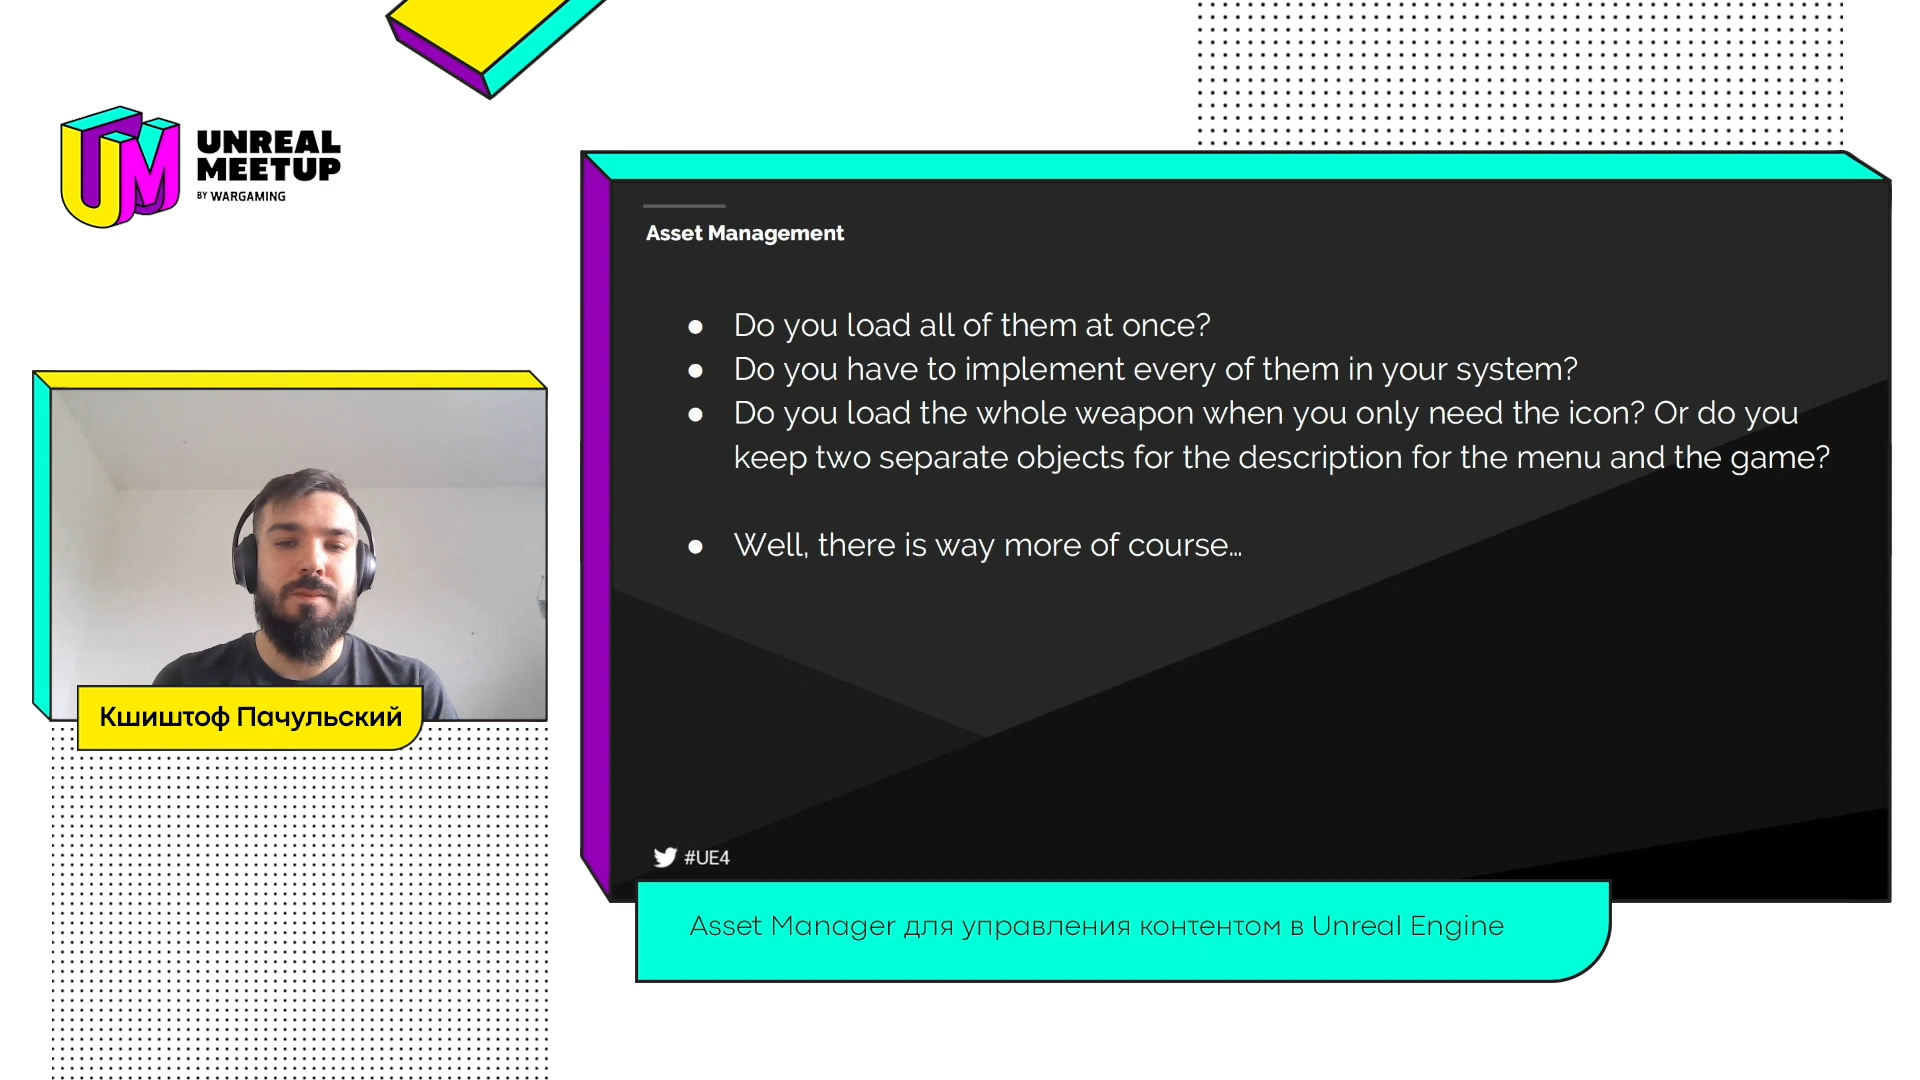 UNREAL
MEETUP
BY WARGAMING
Asset Management
● Do you load all of them at once?
● Do you have to implement every of them in your system?
● Do you load the whole weapon when you only need the icon? Or do you
keep two separate objects for the description for the menu and the game?
● Well, there is way more of course…
#UE4
Кшиштоф Пачульский
Asset Manager для управления контентом в Unreal Engine